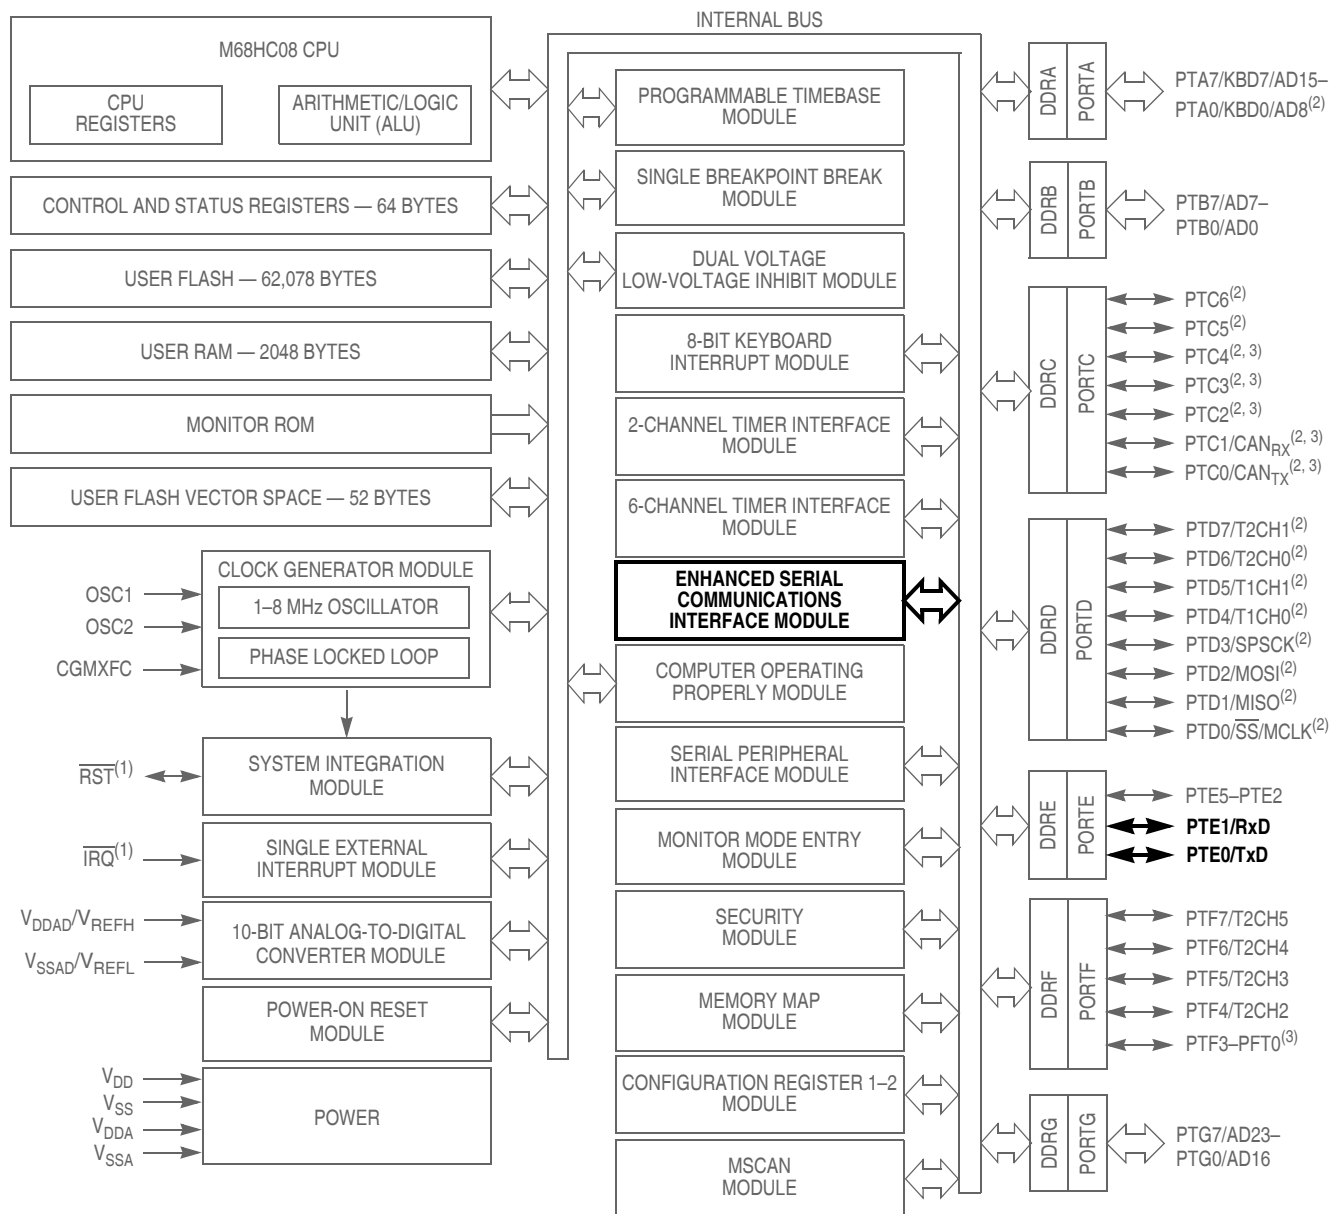 INTERNAL BUS
M68HC08 CPU
CPU
REGISTERS
ARITHMETIC/LOGIC
UNIT (ALU)
CONTROL AND STATUS REGISTERS — 64 BYTES
USER FLASH — 62,078 BYTES
USER RAM — 2048 BYTES
MONITOR ROM
USER FLASH VECTOR SPACE — 52 BYTES
CLOCK GENERATOR MODULE
1–8 MHz OSCILLATOR
PHASE LOCKED LOOP
OSC1
OSC2
CGMXFC
SYSTEM INTEGRATION
MODULE
RST(1)
SINGLE EXTERNAL
INTERRUPT MODULE
IRQ(1)
10-BIT ANALOG-TO-DIGITAL
CONVERTER MODULE
VDDAD/VREFH
VSSAD/VREFL
POWER-ON RESET
MODULE
POWER
VDD
VSS
VDDA
VSSA
PROGRAMMABLE TIMEBASE
MODULE
SINGLE BREAKPOINT BREAK
MODULE
DUAL VOLTAGE
LOW-VOLTAGE INHIBIT MODULE
8-BIT KEYBOARD
INTERRUPT MODULE
2-CHANNEL TIMER INTERFACE
MODULE
6-CHANNEL TIMER INTERFACE
MODULE
ENHANCED SERIAL
COMMUNICATIONS
INTERFACE MODULE
COMPUTER OPERATING
PROPERLY MODULE
SERIAL PERIPHERAL
INTERFACE MODULE
MONITOR MODE ENTRY
MODULE
SECURITY
MODULE
MEMORY MAP
MODULE
CONFIGURATION REGISTER 1–2
MODULE
MSCAN
MODULE
DDRA
PORTA
PTA7/KBD7/AD15–
PTA0/KBD0/AD8(2)
DDRB
PORTB
PTB7/AD7–
PTB0/AD0
DDRC
PORTC
PTC6(2)
PTC5(2)
PTC4(2, 3)
PTC3(2, 3)
PTC2(2, 3)
PTC1/CANRX(2, 3)
PTC0/CANTX(2, 3)
DDRD
PORTD
PTD7/T2CH1(2)
PTD6/T2CH0(2)
PTD5/T1CH1(2)
PTD4/T1CH0(2)
PTD3/SPSCK(2)
PTD2/MOSI(2)
PTD1/MISO(2)
PTD0/SS/MCLK(2)
DDRE
PORTE
PTE5–PTE2
PTE1/RxD
PTE0/TxD
DDRF
PORTF
PTF7/T2CH5
PTF6/T2CH4
PTF5/T2CH3
PTF4/T2CH2
PTF3–PFT0(3)
DDRG
PORTG
PTG7/AD23–
PTG0/AD16